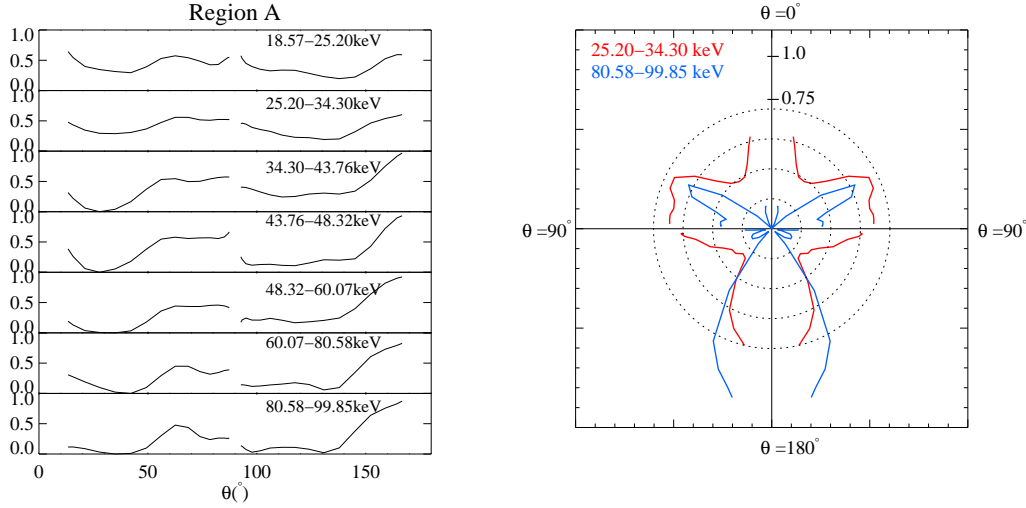 Region A
1.0
0.5
0.0
18.57−25.20keV
1.0
0.5
0.0
25.20−34.30keV
1.0
0.5
0.0
34.30−43.76keV
1.0
0.5
0.0
43.76−48.32keV
1.0
0.5
0.0
48.32−60.07keV
1.0
0.5
0.0
60.07−80.58keV
1.0
0.5
0.0
80.58−99.85keV
0 50 100 150
θ(°)
θ =0°
25.20−34.30 keV
80.58−99.85 keV
1.0
0.75
θ =90°
θ =90°
θ =180°